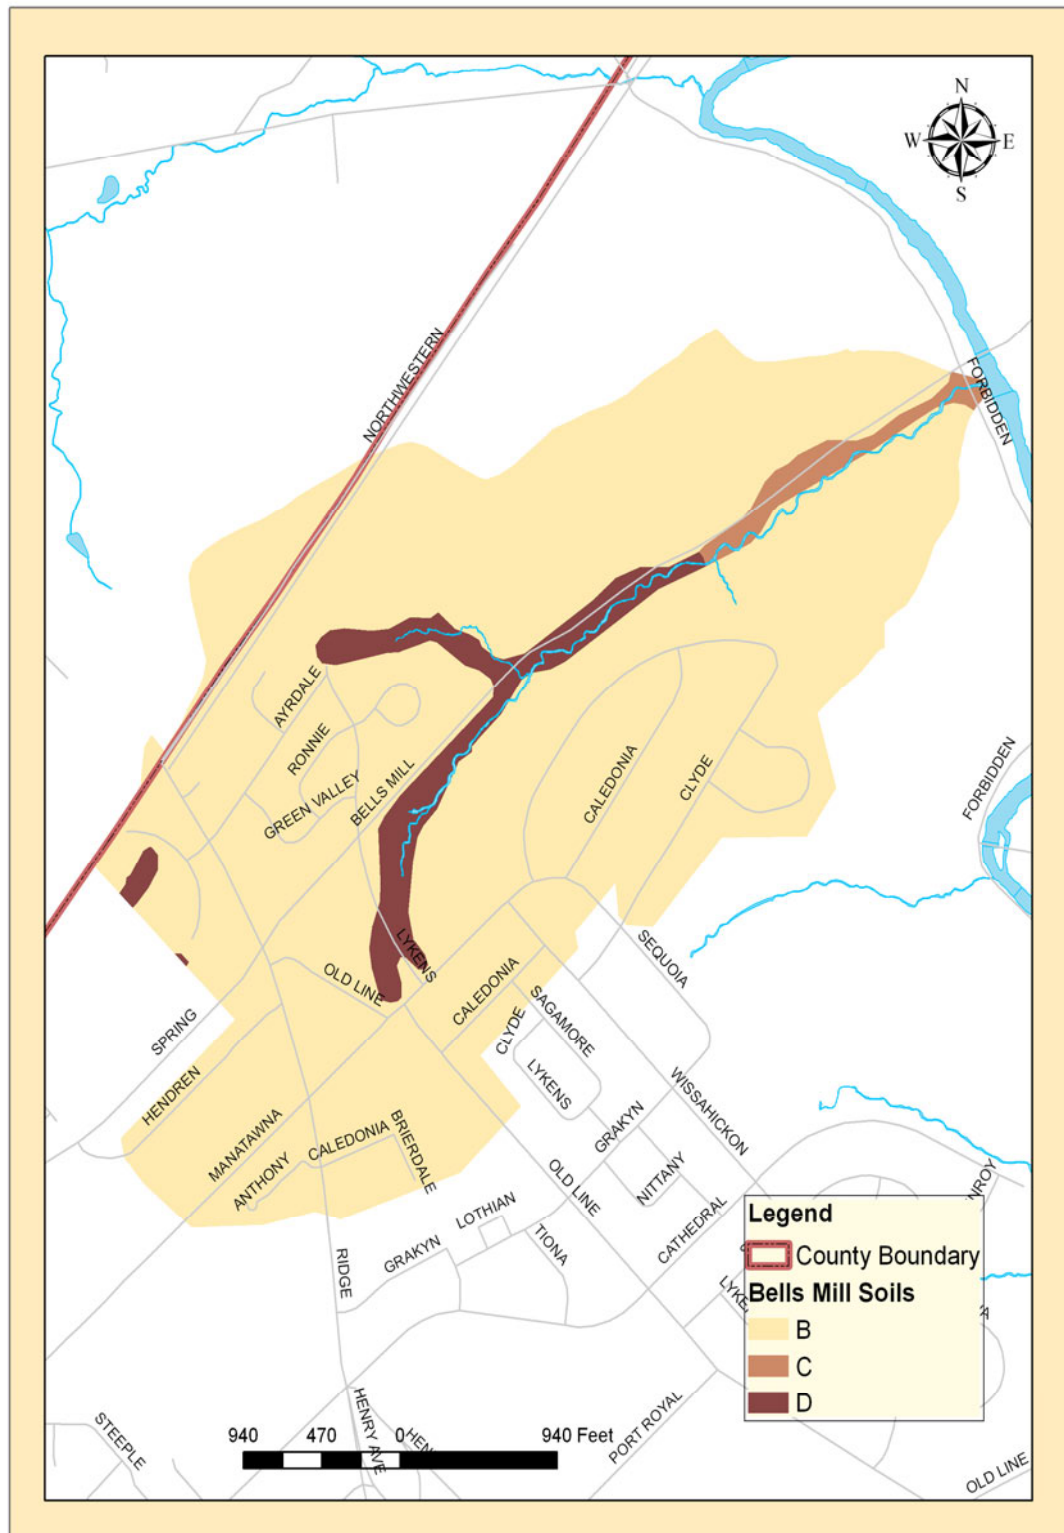 N
W E
S
NORTHWESTERN
FORBIDDEN
AYRDALE
RONNIE
GREEN VALLEY
BELLS MILL
CALEDONIA
CLYDE
FORBIDDEN
LYKENS
OLD LINE
CALEDONIA
SEQUOIA
SPRING
CLYDE
SAGAMORE
LYKENS
HENDREN
WISSAHICKON
MANATAWNA
GRAKYN
CALEDONIA
BRIERDALE
ANTHONY
NITTANY
OLD LINE
LOTHIAN
CATHEDRAL
GRAKYN
TIONA
RIDGE
Legend
County Boundary
Bells Mill Soils
B
C
D
HENRY AVE
PORT ROYAL
STEEPLE
940 470 0 940 Feet
OLD LINE